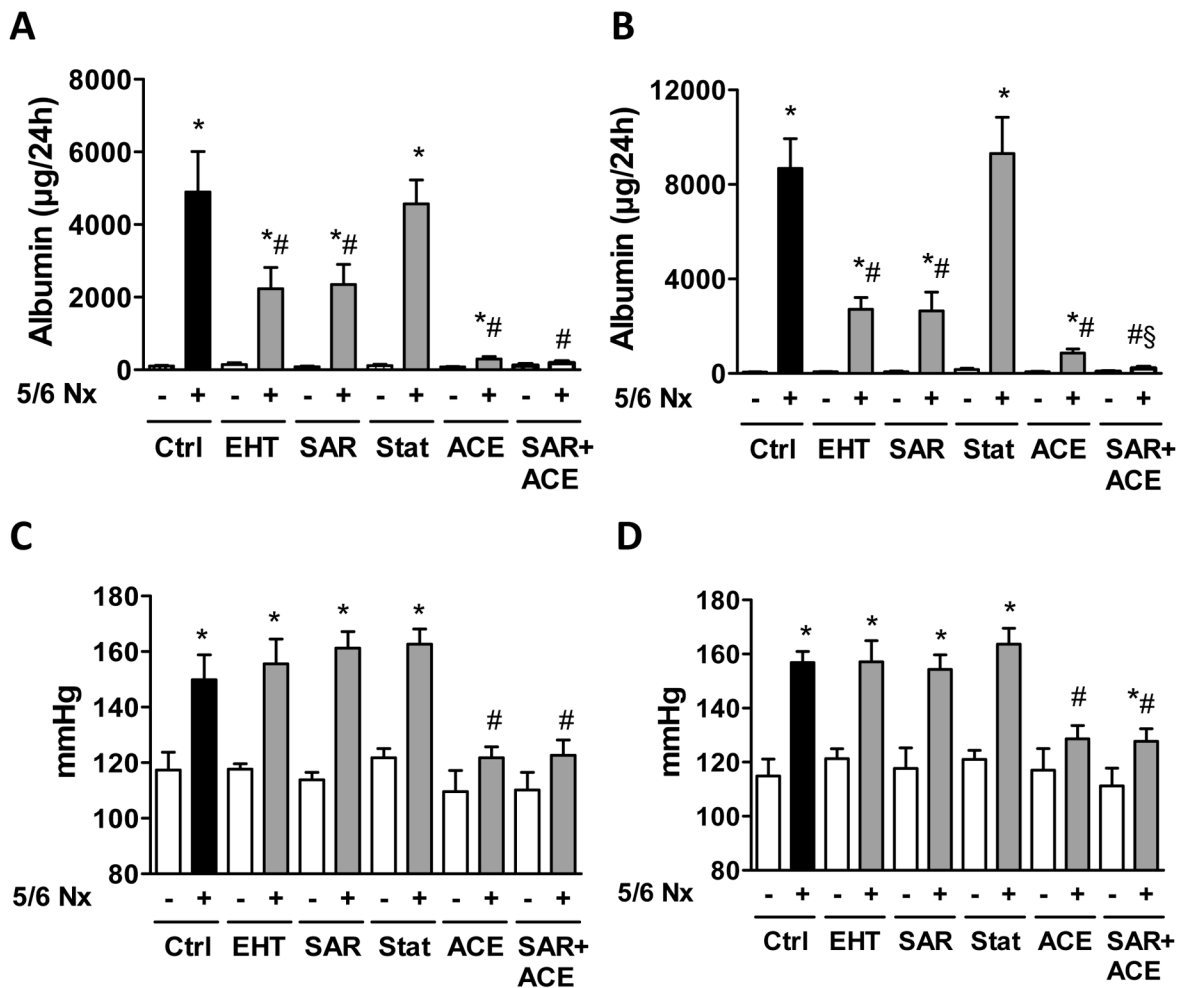 A
Albumin (µg/24h)
8000
6000
4000
2000
0
* *# *# * *# #
5/6 Nx - + - + - + - + - + - +
Ctrl EHT SAR Stat ACE SAR+
ACE
B
Albumin (µg/24h)
12000
8000
4000
0
* *# *# * *# #§
5/6 Nx - + - + - + - + - + - +
Ctrl EHT SAR Stat ACE SAR+
ACE
C
mmHg
180
160
140
120
100
80
* * * * # #
5/6 Nx - + - + - + - + - + - +
Ctrl EHT SAR Stat ACE SAR+
ACE
D
mmHg
180
160
140
120
100
80
* * * * # *#
5/6 Nx - + - + - + - + - + - +
Ctrl EHT SAR Stat ACE SAR+
ACE